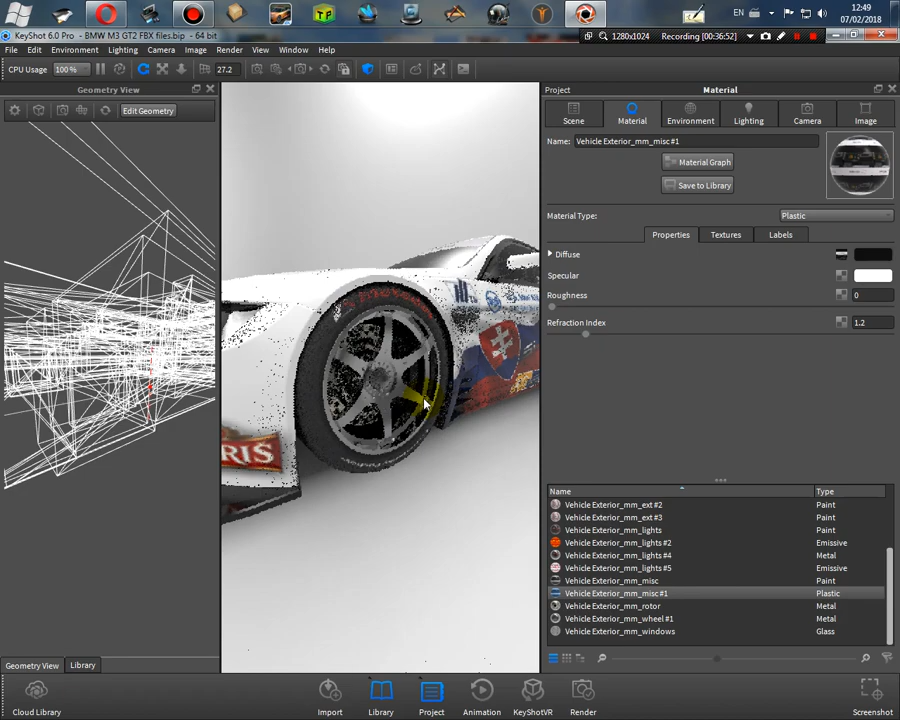 EN
12:49
07/02/2018
KeyShot 6.0 Pro - BMW M3 GT2 FBX files.bip
1280x1024
Recording [00:36:52]
File
Edit
Environment
Lighting
Camera
Image
Render
View
Window
Help
CPU Usage
100 %
27.2
Geometry View
Project
Material
Edit Geometry
Scene
Material
Environment
Lighting
Camera
Image
Name:
Vehicle Exterior_mm_misc #1
Material Graph
Save to Library
Material Type:
Plastic
Properties
Textures
Labels
Diffuse
Specular
Roughness
0
Refraction Index
1.2
RIS
Name
Type
Vehicle Exterior_mm_ext #2
Paint
Vehicle Exterior_mm_ext #3
Paint
Vehicle Exterior_mm_lights
Paint
Vehicle Exterior_mm_lights #2
Emissive
Vehicle Exterior_mm_lights #4
Metal
Vehicle Exterior_mm_lights #5
Emissive
Vehicle Exterior_mm_misc
Paint
Vehicle Exterior_mm_misc #1
Plastic
Vehicle Exterior_mm_rotor
Metal
Vehicle Exterior_mm_wheel #1
Metal
Vehicle Exterior_mm_windows
Glass
Geometry View
Library
Cloud Library
Import
Library
Project
Animation
KeyShotVR
Render
Screenshot